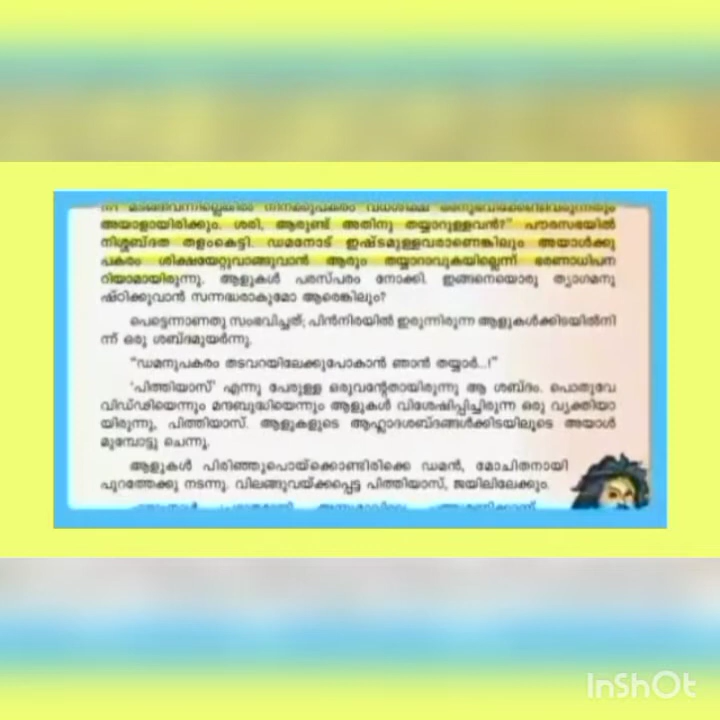 അയാളായിരിക്കും. ശരി, ആരുണ്ട് അതിനു തയ്യാറുള്ളവൻ?" പൗരസഭയിൽ
നിശ്ശബ്ദത തളംകെട്ടി. ഡമനോട് ഇഷ്ടമുള്ളവരാണെങ്കിലും അയാൾക്കു
പകരം ശിക്ഷയേറ്റുവാങ്ങുവാൻ ആരും തയ്യാറാവുകയില്ലെന്ന് ഭരണാധിപന
റിയാമായിരുന്നു. ആളുകൾ പരസ്പരം നോക്കി. ഇങ്ങനെയൊരു ത്യാഗമനു
ഷ്ഠിക്കുവാൻ സന്നദ്ധരാകുമോ ആരെങ്കിലും?
പെട്ടെന്നാണതു സംഭവിച്ചത്; പിൻനിരയിൽ ഇരുന്നിരുന്ന ആളുകൾക്കിടയിൽനി
ന്ന് ഒരു ശബ്ദമുയർന്നു.
"ഡമനുപകരം തടവറയിലേക്കുപോകാൻ ഞാൻ തയ്യാർ...!"
'പിത്തിയാസ്' എന്നു പേരുള്ള ഒരുവന്റേതായിരുന്നു ആ ശബ്ദം. പൊതുവേ
വിഡ്ഢിയെന്നും മന്ദബുദ്ധിയെന്നും ആളുകൾ വിശേഷിപ്പിച്ചിരുന്ന ഒരു വ്യക്തിയാ
യിരുന്നു, പിത്തിയാസ്. ആളുകളുടെ ആഹ്ലാദശബ്ദങ്ങൾക്കിടയിലൂടെ അയാൾ
മുമ്പോട്ടു ചെന്നു.
ആളുകൾ പിരിഞ്ഞുപൊയ്ക്കൊണ്ടിരിക്കെ ഡമൻ, മോചിതനായി
പുറത്തേക്കു നടന്നു. വിലങ്ങുവയ്ക്കപ്പെട്ട പിത്തിയാസ്, ജയിലിലേക്കും.
InShOt